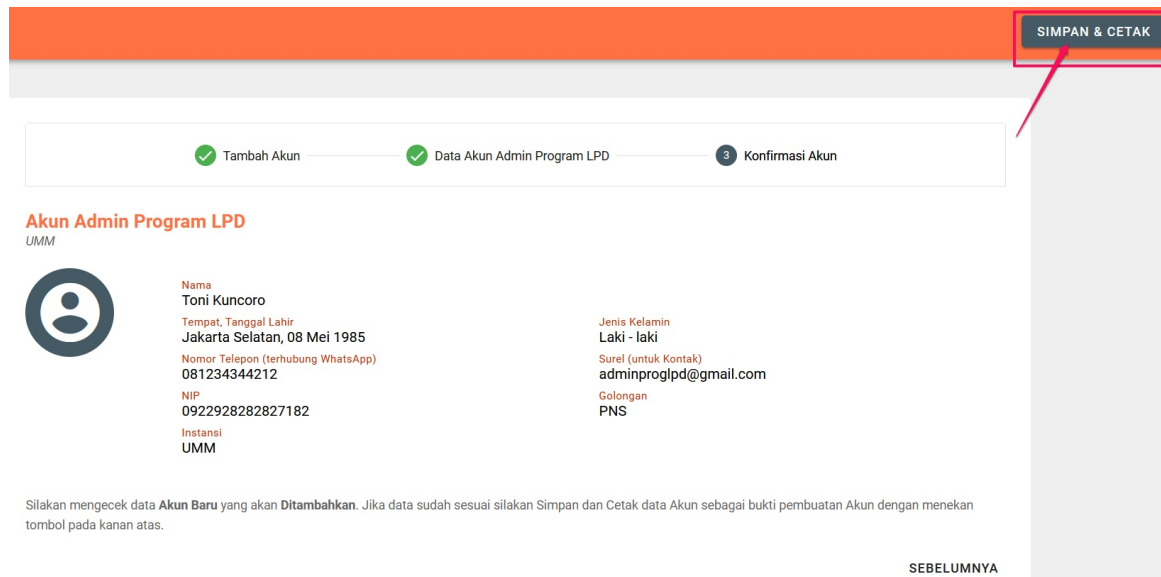 SIMPAN & CETAK
Tambah Akun
Data Akun Admin Program LPD
3 Konfirmasi Akun
Akun Admin Program LPD
UMM
Nama
Toni Kuncoro
Tempat, Tanggal Lahir
Jakarta Selatan, 08 Mei 1985
Jenis Kelamin
Laki - laki
Nomor Telepon (terhubung WhatsApp)
081234344212
Surel (untuk Kontak)
adminproglpd@gmail.com
NIP
0922928282827182
Golongan
PNS
Instansi
UMM
Silakan mengecek data Akun Baru yang akan Ditambahkan. Jika data sudah sesuai silakan Simpan dan Cetak data Akun sebagai bukti pembuatan Akun dengan menekan
tombol pada kanan atas.
SEBELUMNYA